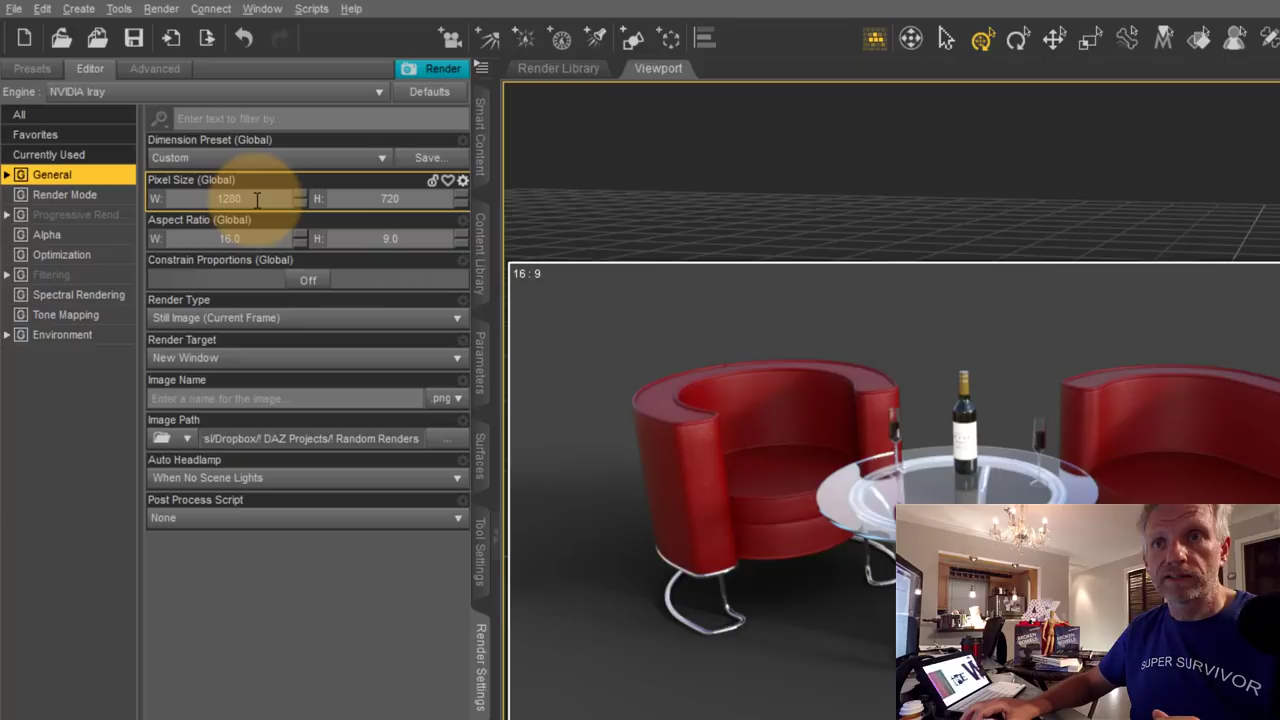 File Edit Create Tools Render Connect Window Scripts Help
Presets Editor Advanced Render Render Library Viewport
Engine : NVIDIA Iray Defaults
All
Favorites
Currently Used
G General
G Render Mode
G Progressive Rend...
G Alpha
G Optimization
G Filtering
G Spectral Rendering
G Tone Mapping
G Environment
Enter text to filter by...
Dimension Preset (Global)
Custom Save...
Pixel Size (Global)
W: 1280 H: 720
Aspect Ratio (Global)
W: 16.0 H: 9.0
Constrain Proportions (Global)
Off
Render Type
Still Image (Current Frame)
Render Target
New Window
Image Name
Enter a name for the image... .png
Image Path
sl/Dropbox/! DAZ Projects/! Random Renders ...
Auto Headlamp
When No Scene Lights
Post Process Script
None
Smart Content
Content Library
Parameters
Surfaces
Tool Settings
Render Settings
16 : 9
BROKEN
BROKEN
SUPER SURVIVOR